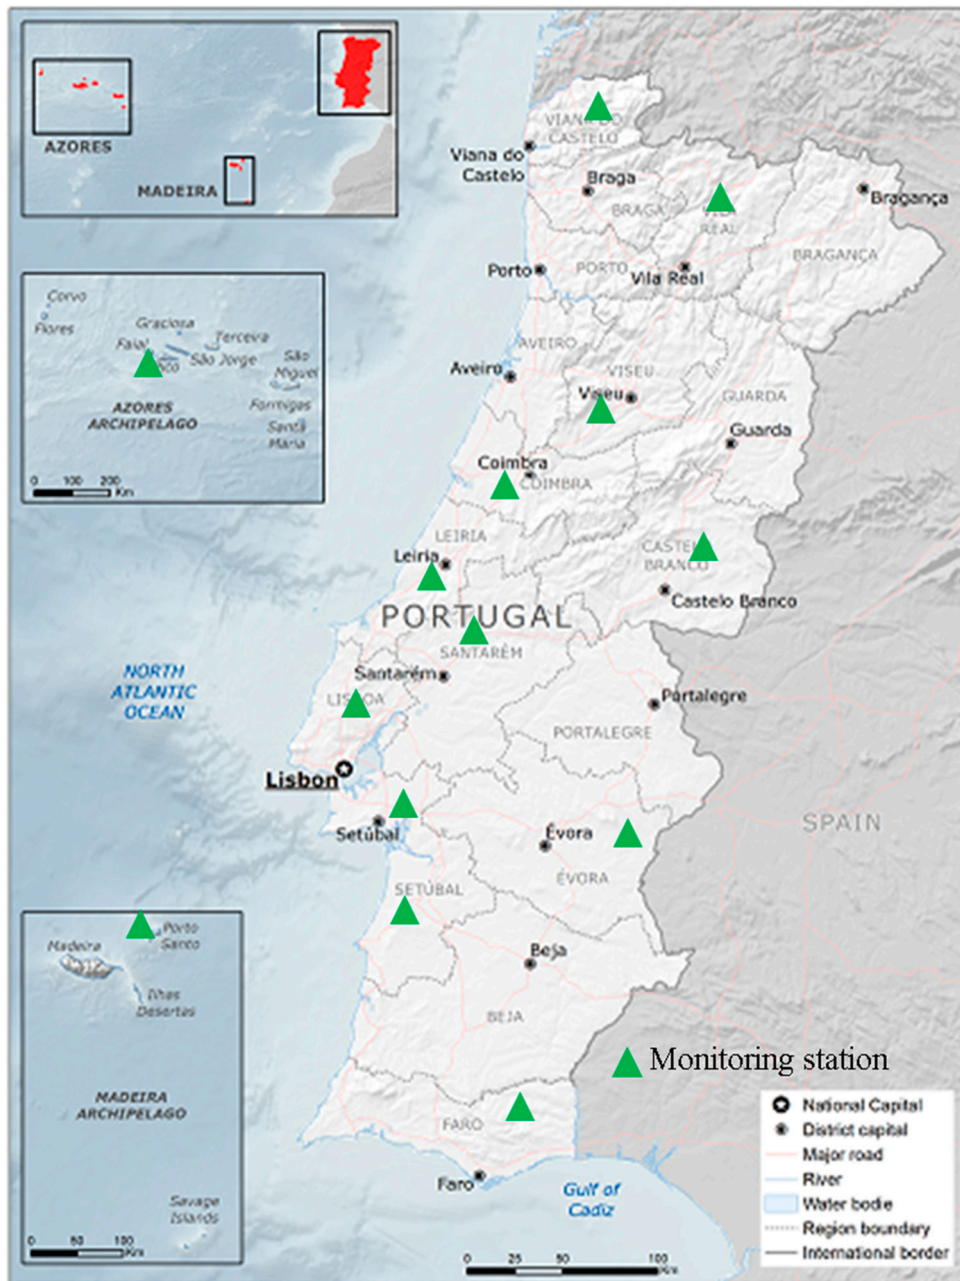 AZORES
MADEIRA
Corvo
Flores
Graciosa
Terceira
Faial
São Jorge
São
Miguel
AZORES
ARCHIPELAGO
Formigas
Santa
Maria
0 100 200
Km
VIANA DO
CASTELO
Viana do
Castelo
Braga
BRAGA
VILA
REAL
Bragança
BRAGANÇA
Porto
PORTO
Vila Real
AVEIRO
Aveiro
VISEU
Viseu
GUARDA
Guarda
Coimbra
COIMBRA
LEIRIA
Leiria
CASTELO
BRANCO
Castelo Branco
PORTUGAL
SANTARÉM
Santarém
NORTH
ATLANTIC
OCEAN
LISBOA
Portalegre
PORTALEGRE
Lisbon
SPAIN
Setúbal
Évora
ÉVORA
SETÚBAL
Beja
BEJA
Madeira
Porto
Santo
Ilhas
Desertas
MADEIRA
ARCHIPELAGO
Savage
Islands
0 50 100
Km
FARO
Faro
Gulf of
Cadiz
0 25 50 100
Km
Monitoring station
National Capital
District capital
Major road
River
Water bodie
Region boundary
International border